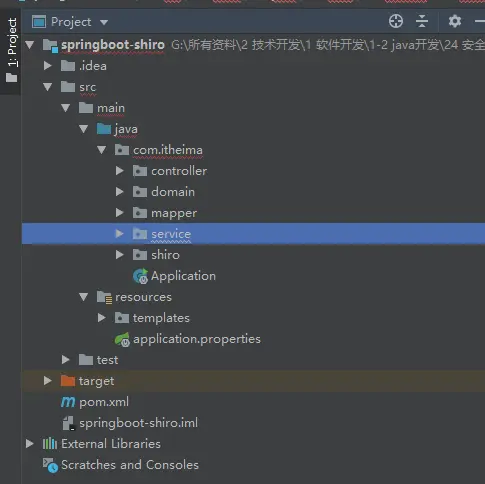 Project
1: Project
springboot-shiro G:\所有资料\2 技术开发\1 软件开发\1-2 java开发\24 安全
.idea
src
main
java
com.itheima
controller
domain
mapper
service
shiro
Application
resources
templates
application.properties
test
target
pom.xml
springboot-shiro.iml
External Libraries
Scratches and Consoles